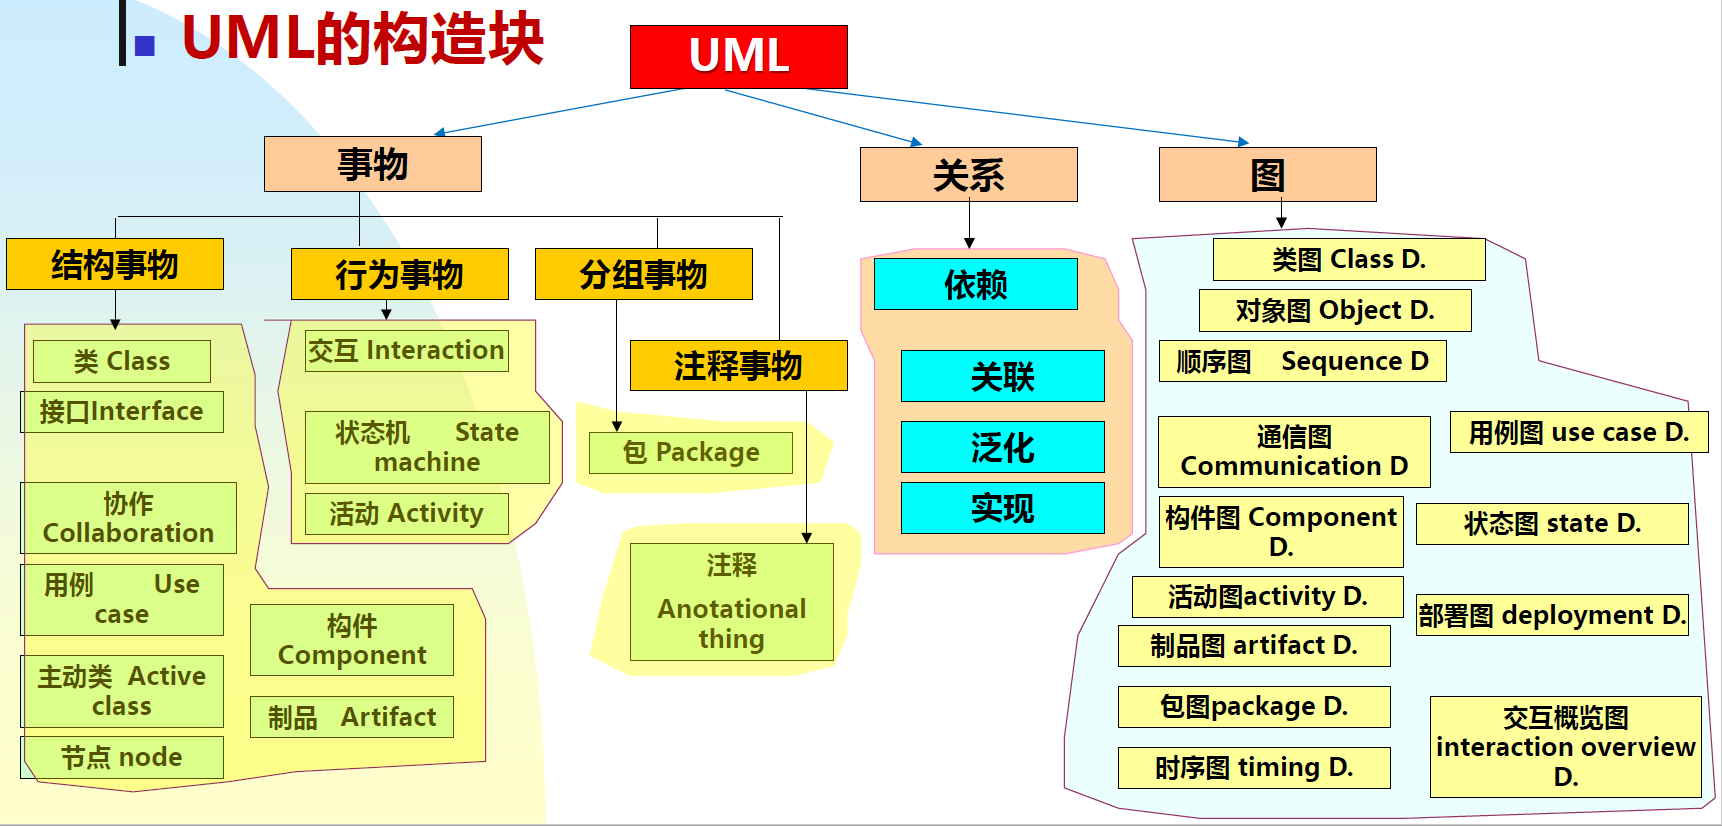 UML的构造块
UML
事物
关系
图
结构事物
行为事物
分组事物
注释事物
类 Class
接口Interface
协作
Collaboration
用例 Use
case
主动类 Active
class
节点 node
构件
Component
制品 Artifact
交互 Interaction
状态机 State
machine
活动 Activity
包 Package
注释
Anotational
thing
依赖
关联
泛化
实现
类图 Class D.
对象图 Object D.
顺序图 Sequence D
通信图
Communication D
用例图 use case D.
构件图 Component
D.
状态图 state D.
活动图activity D.
部署图 deployment D.
制品图 artifact D.
包图package D.
时序图 timing D.
交互概览图
interaction overview
D.